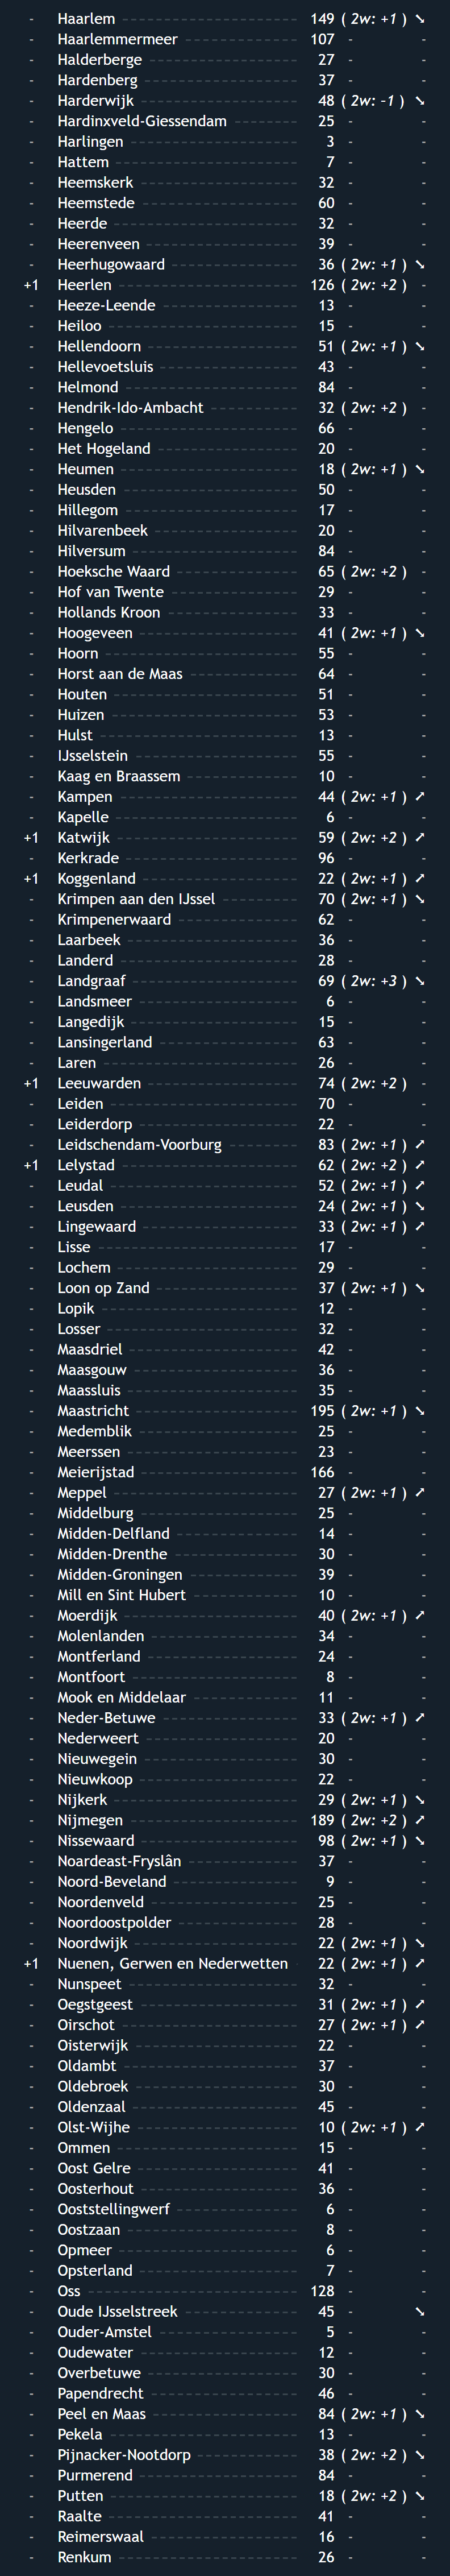 - Haarlem 149 ( 2w: +1 ) ➘
- Haarlemmermeer 107 - -
- Halderberge 27 - -
- Hardenberg 37 - -
- Harderwijk 48 ( 2w: -1 ) ➘
- Hardinxveld-Giessendam 25 - -
- Harlingen 3 - -
- Hattem 7 - -
- Heemskerk 32 - -
- Heemstede 60 - -
- Heerde 32 - -
- Heerenveen 39 - -
- Heerhugowaard 36 ( 2w: +1 ) ➘
+1 Heerlen 126 ( 2w: +2 ) -
- Heeze-Leende 13 - -
- Heiloo 15 - -
- Hellendoorn 51 ( 2w: +1 ) ➘
- Hellevoetsluis 43 - -
- Helmond 84 - -
- Hendrik-Ido-Ambacht 32 ( 2w: +2 ) -
- Hengelo 66 - -
- Het Hogeland 20 - -
- Heumen 18 ( 2w: +1 ) ➘
- Heusden 50 - -
- Hillegom 17 - -
- Hilvarenbeek 20 - -
- Hilversum 84 - -
- Hoeksche Waard 65 ( 2w: +2 ) -
- Hof van Twente 29 - -
- Hollands Kroon 33 - -
- Hoogeveen 41 ( 2w: +1 ) ➘
- Hoorn 55 - -
- Horst aan de Maas 64 - -
- Houten 51 - -
- Huizen 53 - -
- Hulst 13 - -
- IJsselstein 55 - -
- Kaag en Braassem 10 - -
- Kampen 44 ( 2w: +1 ) ➚
- Kapelle 6 - -
+1 Katwijk 59 ( 2w: +2 ) ➚
- Kerkrade 96 - -
+1 Koggenland 22 ( 2w: +1 ) ➚
- Krimpen aan den IJssel 70 ( 2w: +1 ) ➘
- Krimpenerwaard 62 - -
- Laarbeek 36 - -
- Landerd 28 - -
- Landgraaf 69 ( 2w: +3 ) ➘
- Landsmeer 6 - -
- Langedijk 15 - -
- Lansingerland 63 - -
- Laren 26 - -
+1 Leeuwarden 74 ( 2w: +2 ) -
- Leiden 70 - -
- Leiderdorp 22 - -
- Leidschendam-Voorburg 83 ( 2w: +1 ) ➚
+1 Lelystad 62 ( 2w: +2 ) ➚
- Leudal 52 ( 2w: +1 ) ➚
- Leusden 24 ( 2w: +1 ) ➘
- Lingewaard 33 ( 2w: +1 ) ➚
- Lisse 17 - -
- Lochem 29 - -
- Loon op Zand 37 ( 2w: +1 ) ➘
- Lopik 12 - -
- Losser 32 - -
- Maasdriel 42 - -
- Maasgouw 36 - -
- Maassluis 35 - -
- Maastricht 195 ( 2w: +1 ) ➘
- Medemblik 25 - -
- Meerssen 23 - -
- Meierijstad 166 - -
- Meppel 27 ( 2w: +1 ) ➚
- Middelburg 25 - -
- Midden-Delfland 14 - -
- Midden-Drenthe 30 - -
- Midden-Groningen 39 - -
- Mill en Sint Hubert 10 - -
- Moerdijk 40 ( 2w: +1 ) ➚
- Molenlanden 34 - -
- Montferland 24 - -
- Montfoort 8 - -
- Mook en Middelaar 11 - -
- Neder-Betuwe 33 ( 2w: +1 ) ➚
- Nederweert 20 - -
- Nieuwegein 30 - -
- Nieuwkoop 22 - -
- Nijkerk 29 ( 2w: +1 ) ➘
- Nijmegen 189 ( 2w: +2 ) ➚
- Nissewaard 98 ( 2w: +1 ) ➘
- Noardeast-Fryslân 37 - -
- Noord-Beveland 9 - -
- Noordenveld 25 - -
- Noordoostpolder 28 - -
- Noordwijk 22 ( 2w: +1 ) ➘
+1 Nuenen, Gerwen en Nederwetten 22 ( 2w: +1 ) ➚
- Nunspeet 32 - -
- Oegstgeest 31 ( 2w: +1 ) ➚
- Oirschot 27 ( 2w: +1 ) ➚
- Oisterwijk 22 - -
- Oldambt 37 - -
- Oldebroek 30 - -
- Oldenzaal 45 - -
- Olst-Wijhe 10 ( 2w: +1 ) ➚
- Ommen 15 - -
- Oost Gelre 41 - -
- Oosterhout 36 - -
- Ooststellingwerf 6 - -
- Oostzaan 8 - -
- Opmeer 6 - -
- Opsterland 7 - -
- Oss 128 - -
- Oude IJsselstreek 45 - ➘
- Ouder-Amstel 5 - -
- Oudewater 12 - -
- Overbetuwe 30 - -
- Papendrecht 46 - -
- Peel en Maas 84 ( 2w: +1 ) ➘
- Pekela 13 - -
- Pijnacker-Nootdorp 38 ( 2w: +2 ) ➘
- Purmerend 84 - -
- Putten 18 ( 2w: +2 ) ➘
- Raalte 41 - -
- Reimerswaal 16 - -
- Renkum 26 - -